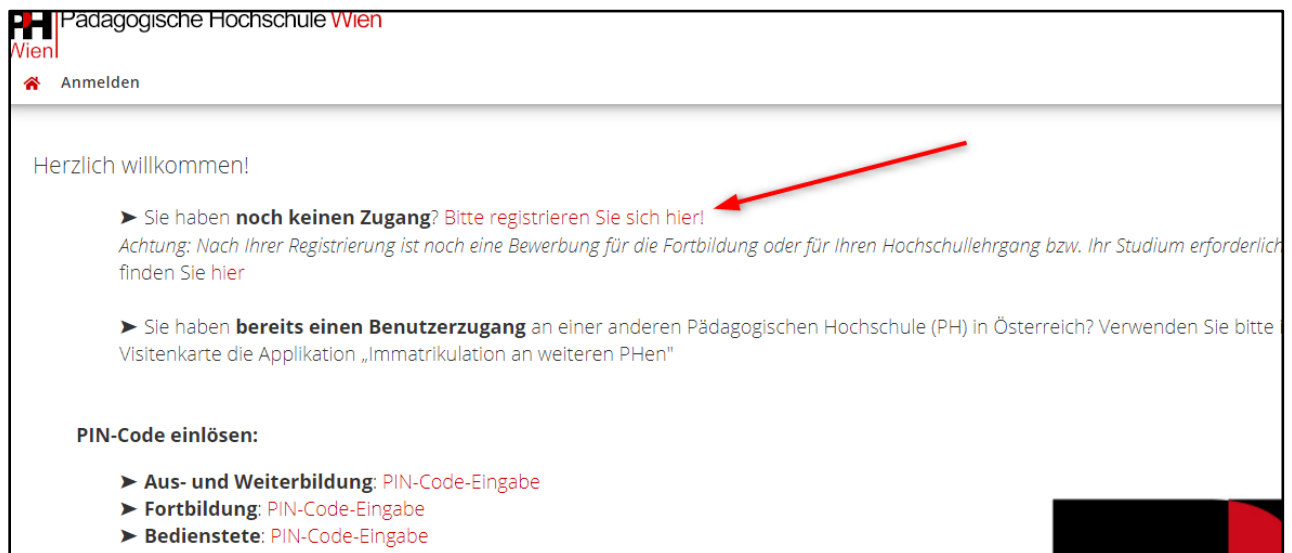 PH Pädagogische Hochschule Wien
Wien
Anmelden
Herzlich willkommen!
➤ Sie haben noch keinen Zugang? Bitte registrieren Sie sich hier!
Achtung: Nach Ihrer Registrierung ist noch eine Bewerbung für die Fortbildung oder für Ihren Hochschullehrgang bzw. Ihr Studium erforderlich
finden Sie hier
➤ Sie haben bereits einen Benutzerzugang an einer anderen Pädagogischen Hochschule (PH) in Österreich? Verwenden Sie bitte
Visitenkarte die Applikation „Immatrikulation an weiteren PHen"
PIN-Code einlösen:
➤ Aus- und Weiterbildung: PIN-Code-Eingabe
➤ Fortbildung: PIN-Code-Eingabe
➤ Bedienstete: PIN-Code-Eingabe